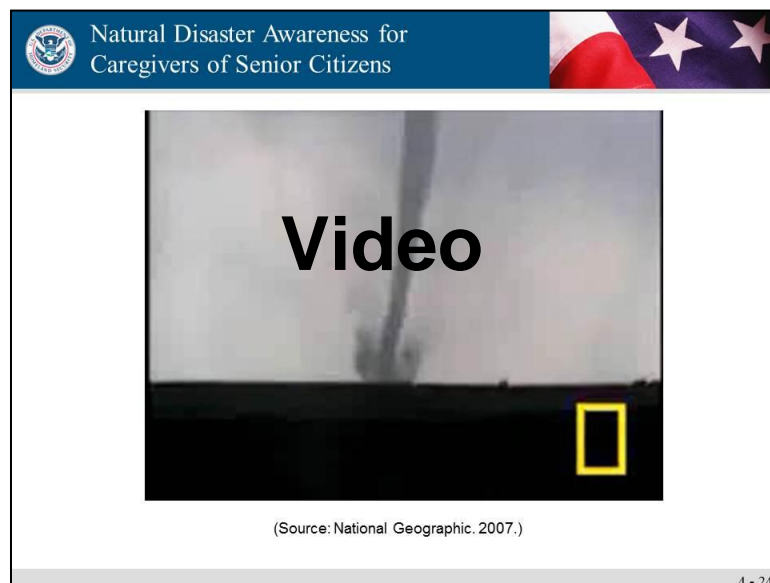 Natural Disaster Awareness for
Caregivers of Senior Citizens
Video
(Source: National Geographic. 2007.)